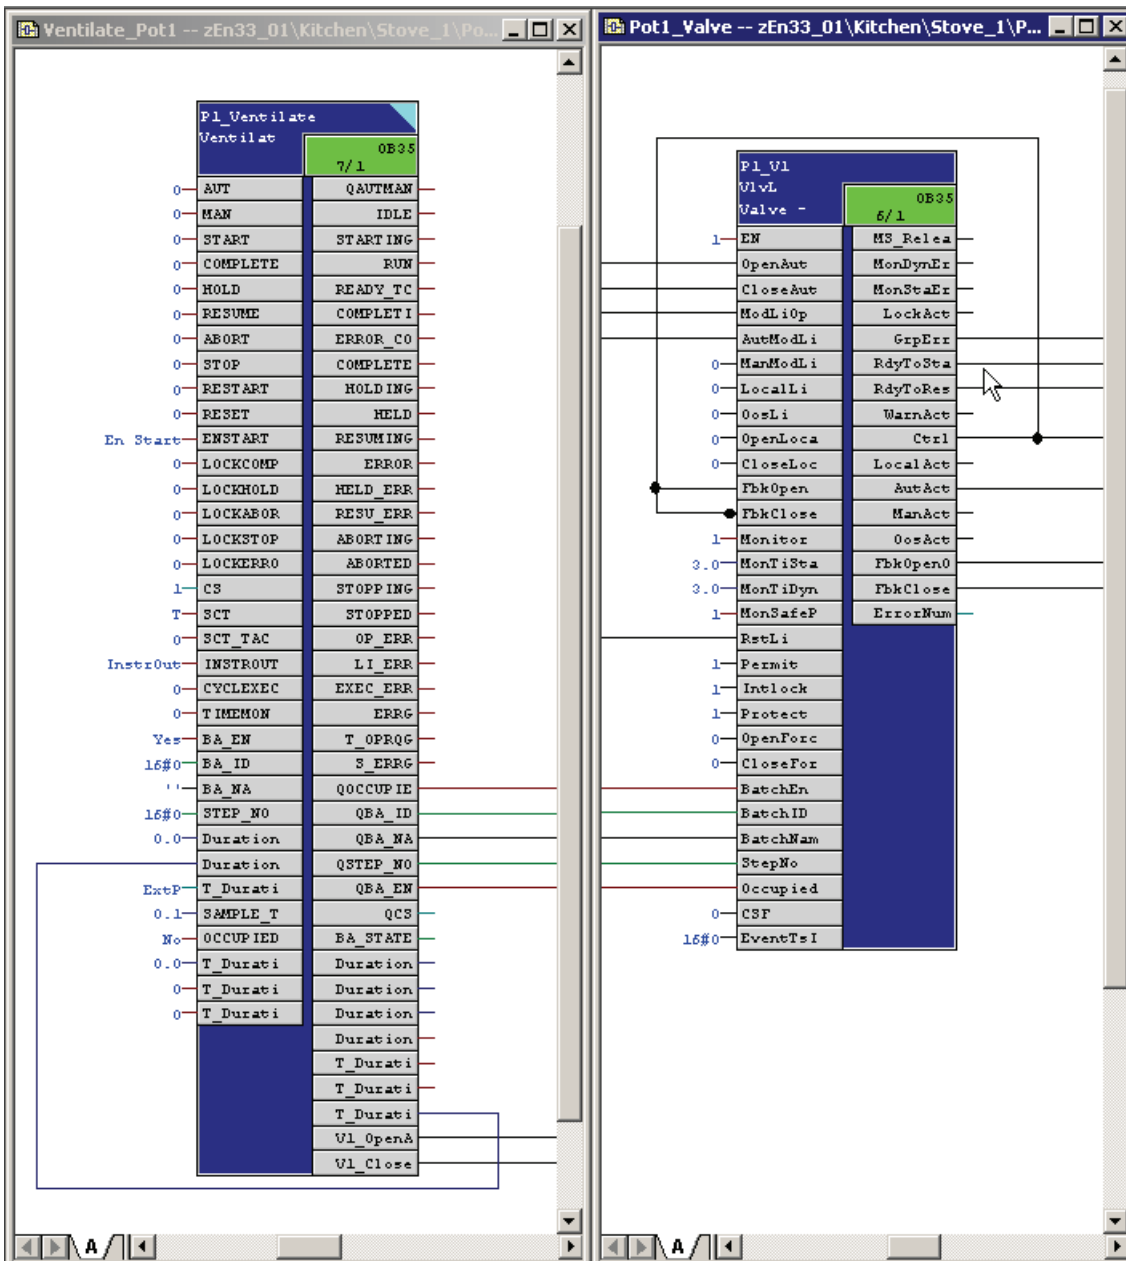 Ventilate_Pot1 -- zEn33_01\Kitchen\Stove_1\Po...
P1_Ventilate
Ventilat
OB35
7/1
0 AUT QAUTMAN
0 MAN IDLE
0 START STARTING
0 COMPLETE RUN
0 HOLD READY_TC
0 RESUME COMPLETI
0 ABORT ERROR_CO
0 STOP COMPLETE
0 RESTART HOLDING
0 RESET HELD
En Start ENSTART RESUMING
0 LOCKCOMP ERROR
0 LOCKHOLD HELD_ERR
0 LOCKABOR RESU_ERR
0 LOCKSTOP ABORTING
0 LOCKERRO ABORTED
1 CS STOPPING
T SCT STOPPED
0 SCT_TAC OP_ERR
InstrOut INSTROUT LI_ERR
0 CYCLEXEC EXEC_ERR
0 TIMEMON ERRG
Yes BA_EN T_OPRQG
16#0 BA_ID S_ERRG
'' BA_NA QOCCUPIE
16#0 STEP_NO QBA_ID
0.0 Duration QBA_NA
Duration QSTEP_NO
ExtP T_Durati QBA_EN
0.1 SAMPLE_T QCS
No OCCUPIED BA_STATE
0.0 T_Durati Duration
0 T_Durati Duration
0 T_Durati Duration
Duration
T_Durati
T_Durati
T_Durati
V1_OpenA
V1_Close
A
Pot1_Valve -- zEn33_01\Kitchen\Stove_1\P...
P1_V1
VlvL
Valve -
OB35
6/1
1 EN MS_Relea
OpenAut MonDynEr
CloseAut MonStaEr
ModLiOp LockAct
AutModLi GrpErr
0 ManModLi RdyToSta
0 LocalLi RdyToRes
0 OosLi WarnAct
0 OpenLoca Ctrl
0 CloseLoc LocalAct
FbkOpen AutAct
FbkClose ManAct
1 Monitor OosAct
3.0 MonTiSta FbkOpenO
3.0 MonTiDyn FbkClose
1 MonSafeP ErrorNum
RstLi
1 Permit
1 Intlock
1 Protect
0 OpenForc
0 CloseFor
BatchEn
BatchID
BatchNam
StepNo
Occupied
0 CSF
16#0 EventTsI
A